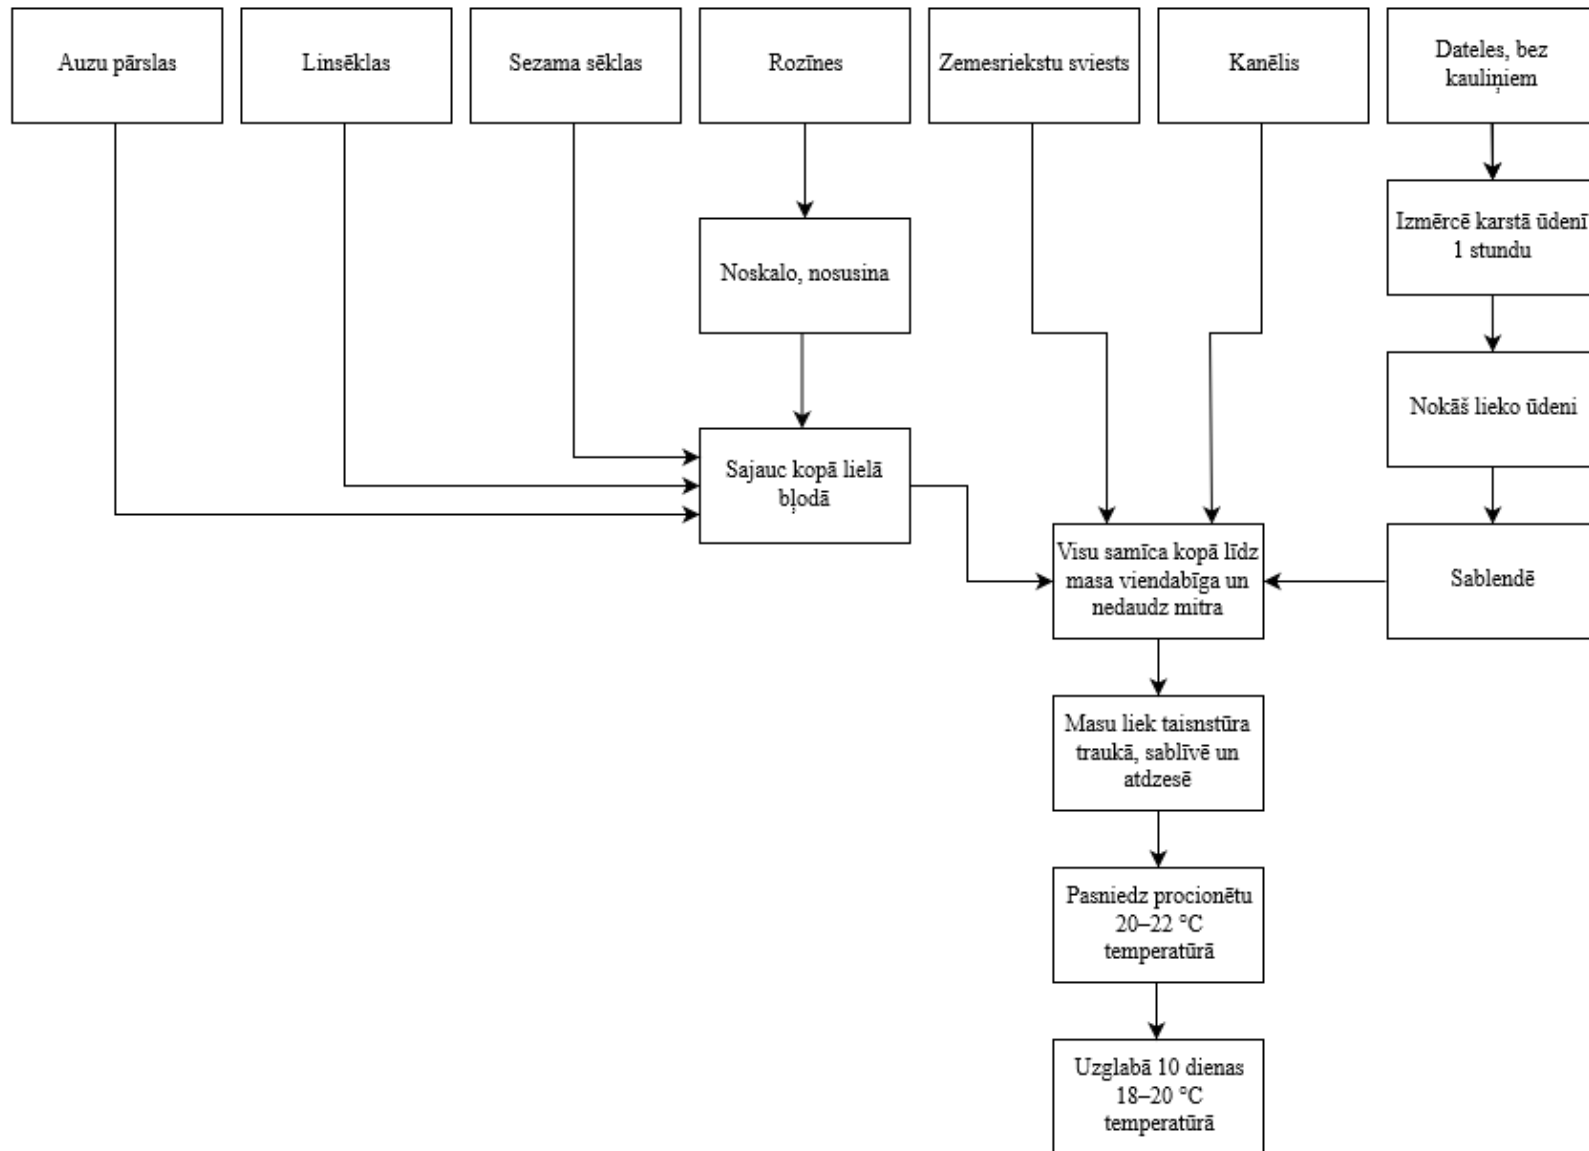 Auzu pārslas
Linsēklas
Sezama sēklas
Rozīnes
Zemesriekstu sviests
Kanēlis
Dateles, bez
kauliņiem
Izmērcē karstā ūdenī
1 stundu
Noskalo, nosusina
Nokāš lieko ūdeni
Sajauc kopā lielā
bļodā
Visu samīca kopā līdz
masa viendabīga un
nedaudz mitra
Sablendē
Masu liek taisnstūra
traukā, sablīvē un
atdzesē
Pasniedz procionētu
20–22 °C
temperatūrā
Uzglabā 10 dienas
18–20 °C
temperatūrā